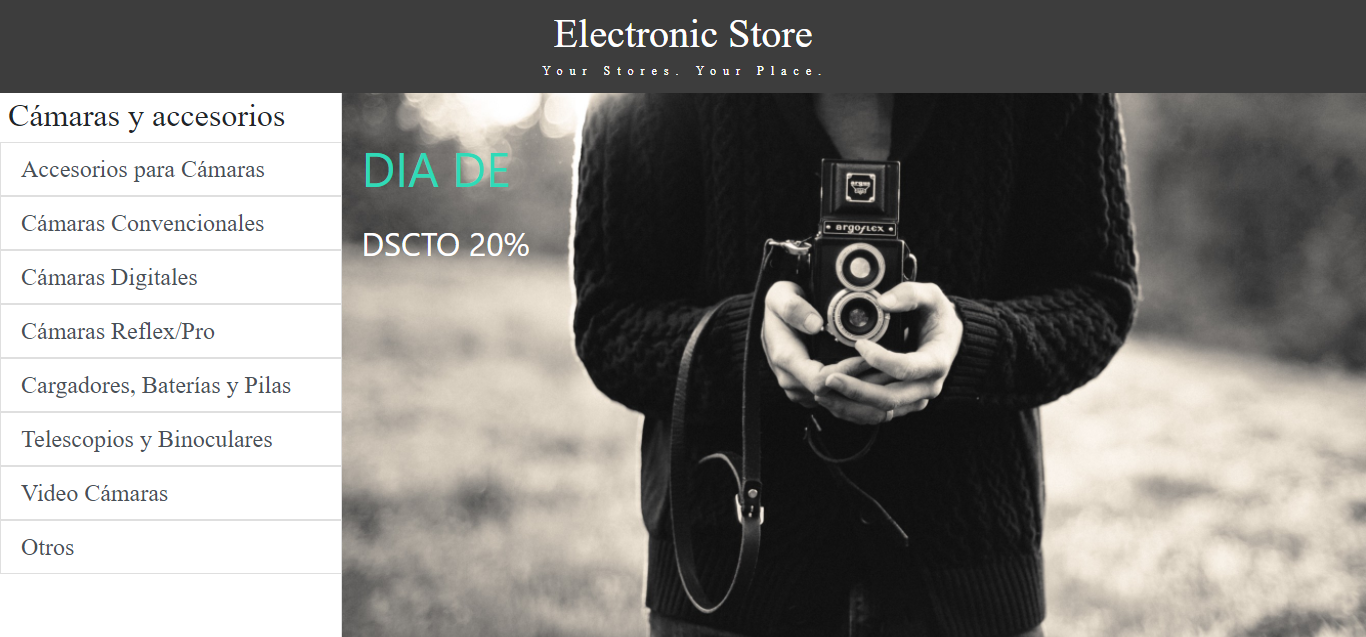 Electronic Store
Your Stores. Your Place.
Cámaras y accesorios
Accesorios para Cámaras
Cámaras Convencionales
Cámaras Digitales
Cámaras Reflex/Pro
Cargadores, Baterías y Pilas
Telescopios y Binoculares
Video Cámaras
Otros
DIA DE
DSCTO 20%
argus
argoflex